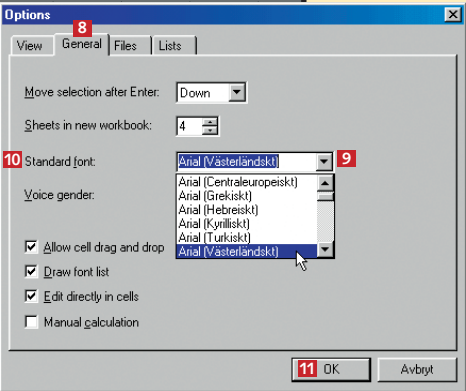 Options
8
View General Files Lists
Move selection after Enter: Down
Sheets in new workbook: 4
10 Standard font: Arial (Västerländskt) 9
Voice gender:
Arial (Centraleuropeiskt)
Arial (Grekiskt)
Arial (Hebreiskt)
Arial (Kyrilliskt)
Arial (Turkiskt)
Arial (Västerländskt)
Allow cell drag and drop
Draw font list
Edit directly in cells
Manual calculation
11 OK Avbryt